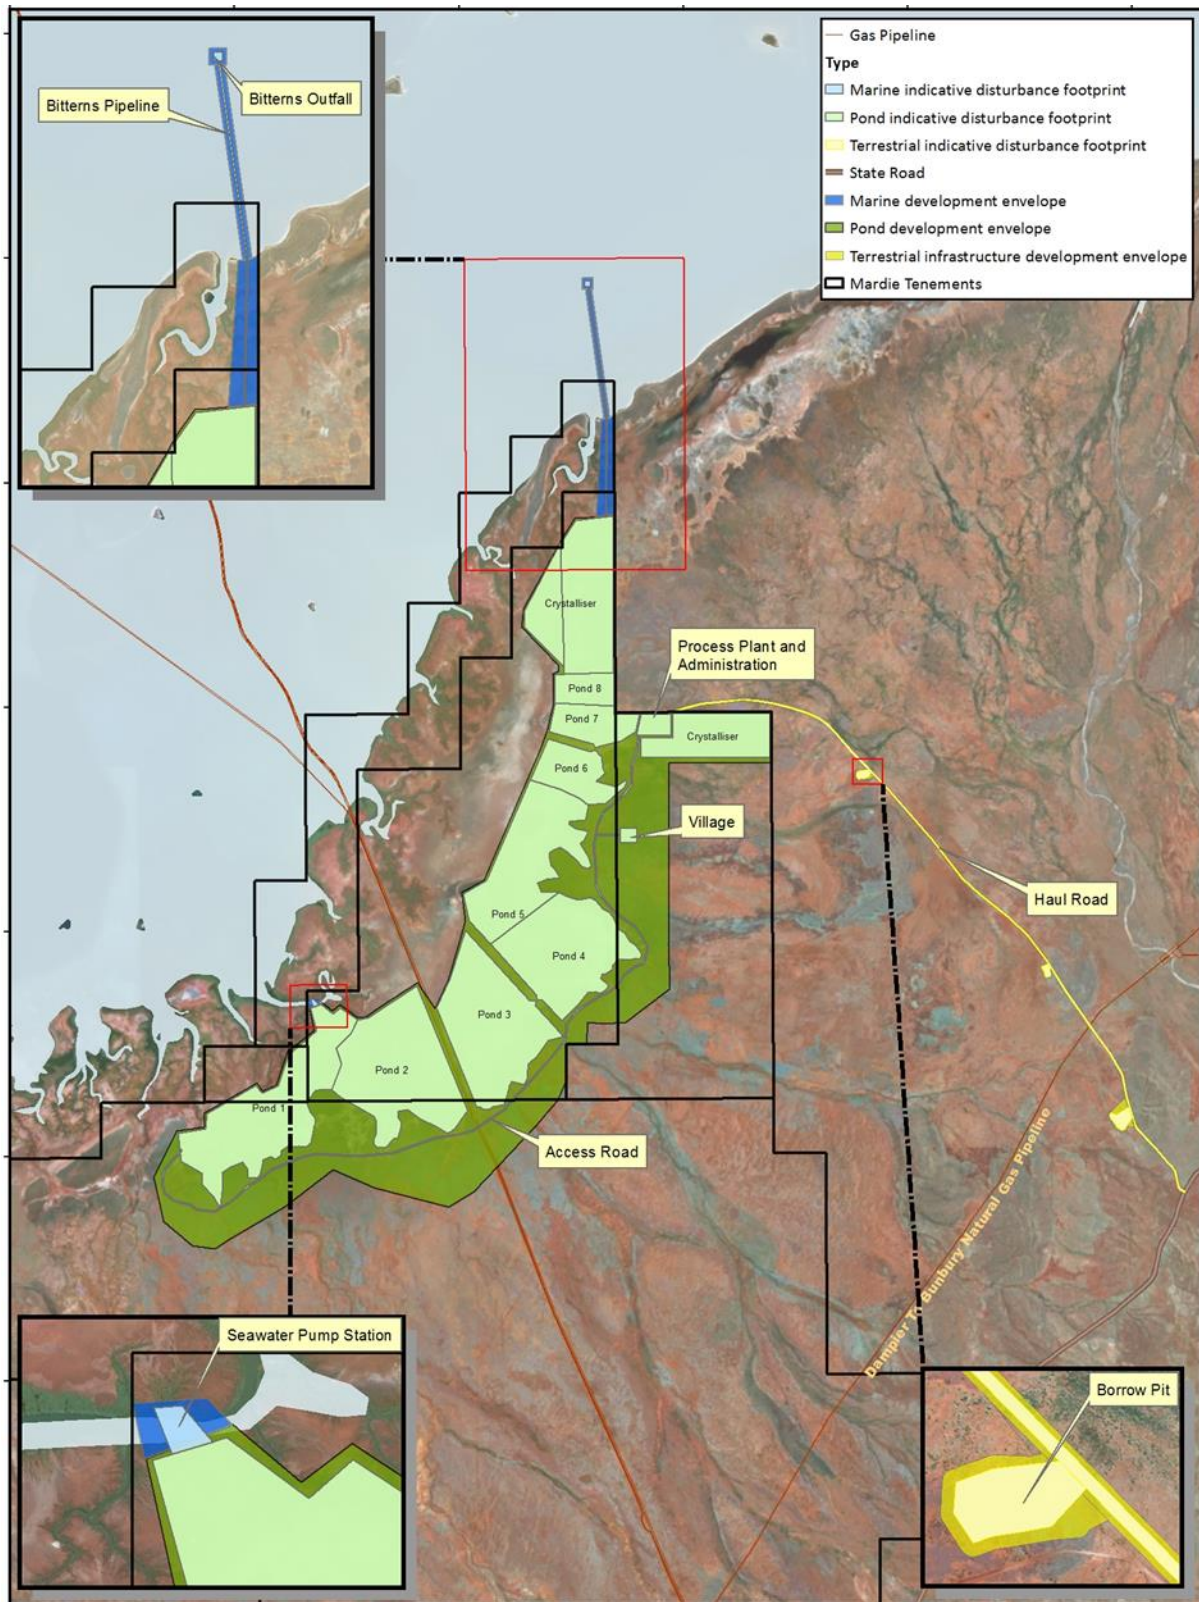 Gas Pipeline
Type
Marine indicative disturbance footprint
Pond indicative disturbance footprint
Terrestrial indicative disturbance footprint
State Road
Marine development envelope
Pond development envelope
Terrestrial infrastructure development envelope
Mardie Tenements
Bitterns Pipeline
Bitterns Outfall
Crystalliser
Process Plant and
Administration
Pond 8
Pond 7
Crystalliser
Pond 6
Village
Haul Road
Pond 5
Pond 4
Pond 3
Pond 2
Pond 1
Access Road
Dampier To Bunbury Natural Gas Pipeline
Seawater Pump Station
Borrow Pit